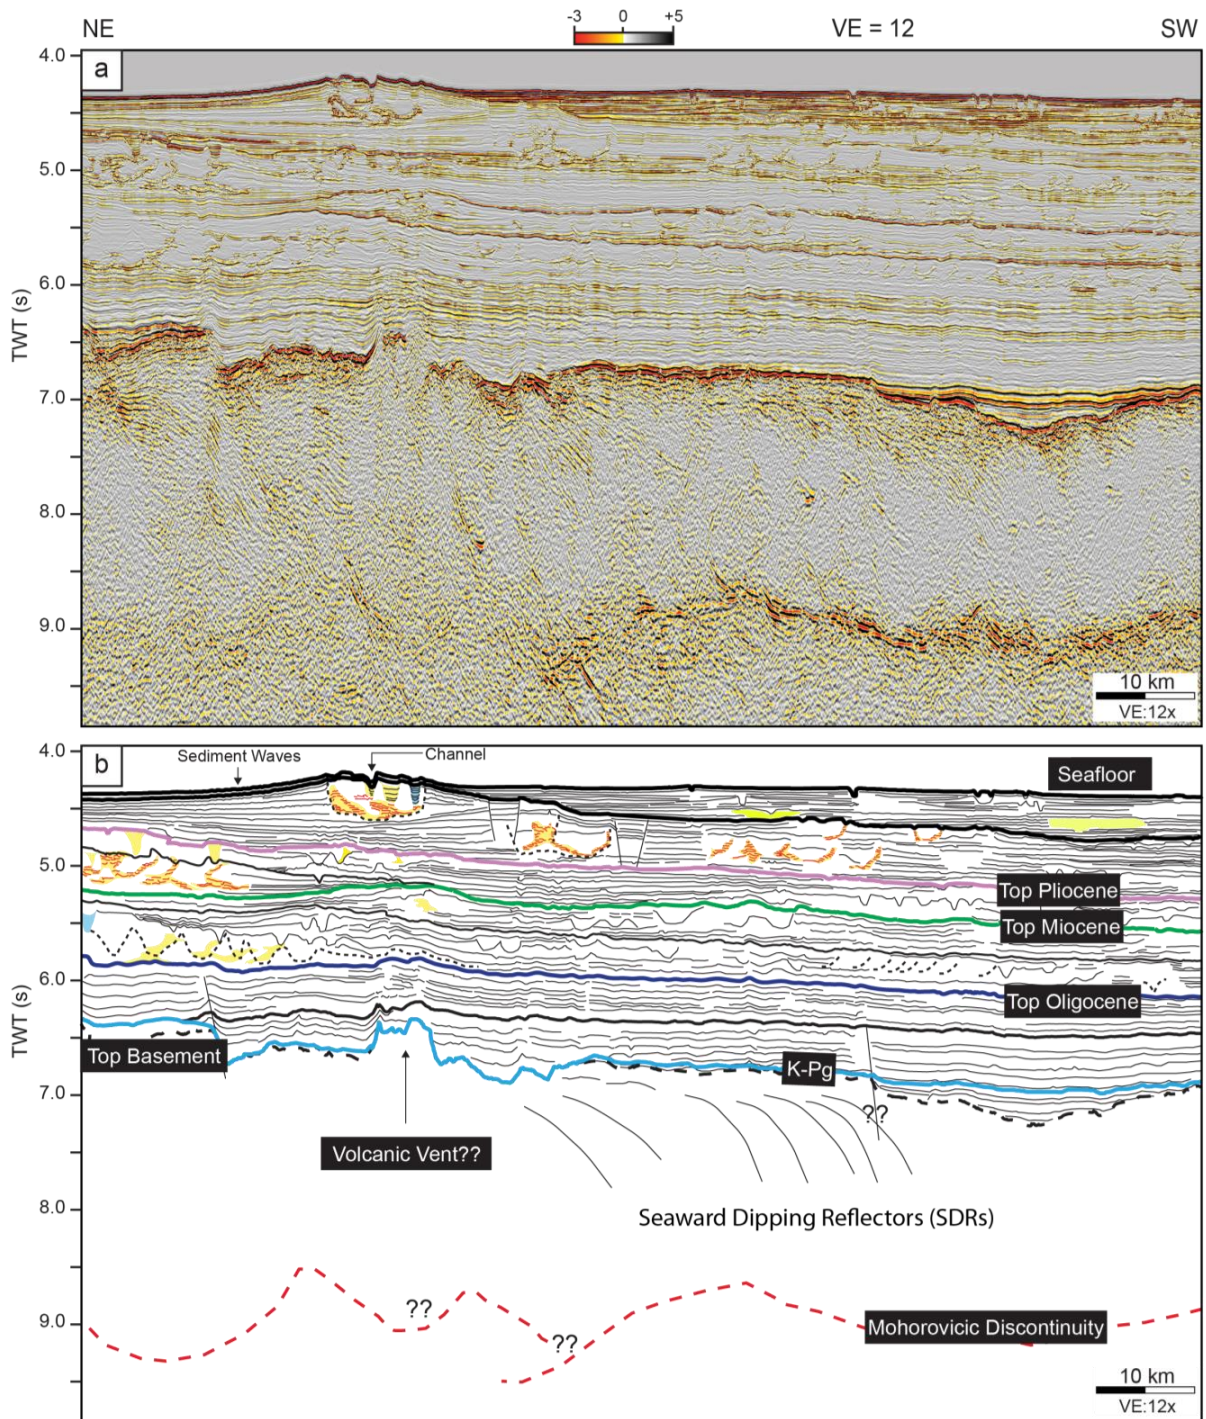 NE
-3 0 +5
VE = 12
SW
a
4.0
5.0
6.0
7.0
8.0
9.0
TWT (s)
10 km
VE:12x
b
Sediment Waves
Channel
Seafloor
4.0
5.0
6.0
7.0
8.0
9.0
TWT (s)
Top Pliocene
Top Miocene
Top Oligocene
Top Basement
K-Pg
??
Volcanic Vent??
Seaward Dipping Reflectors (SDRs)
??
??
Mohorovicic Discontinuity
10 km
VE:12x